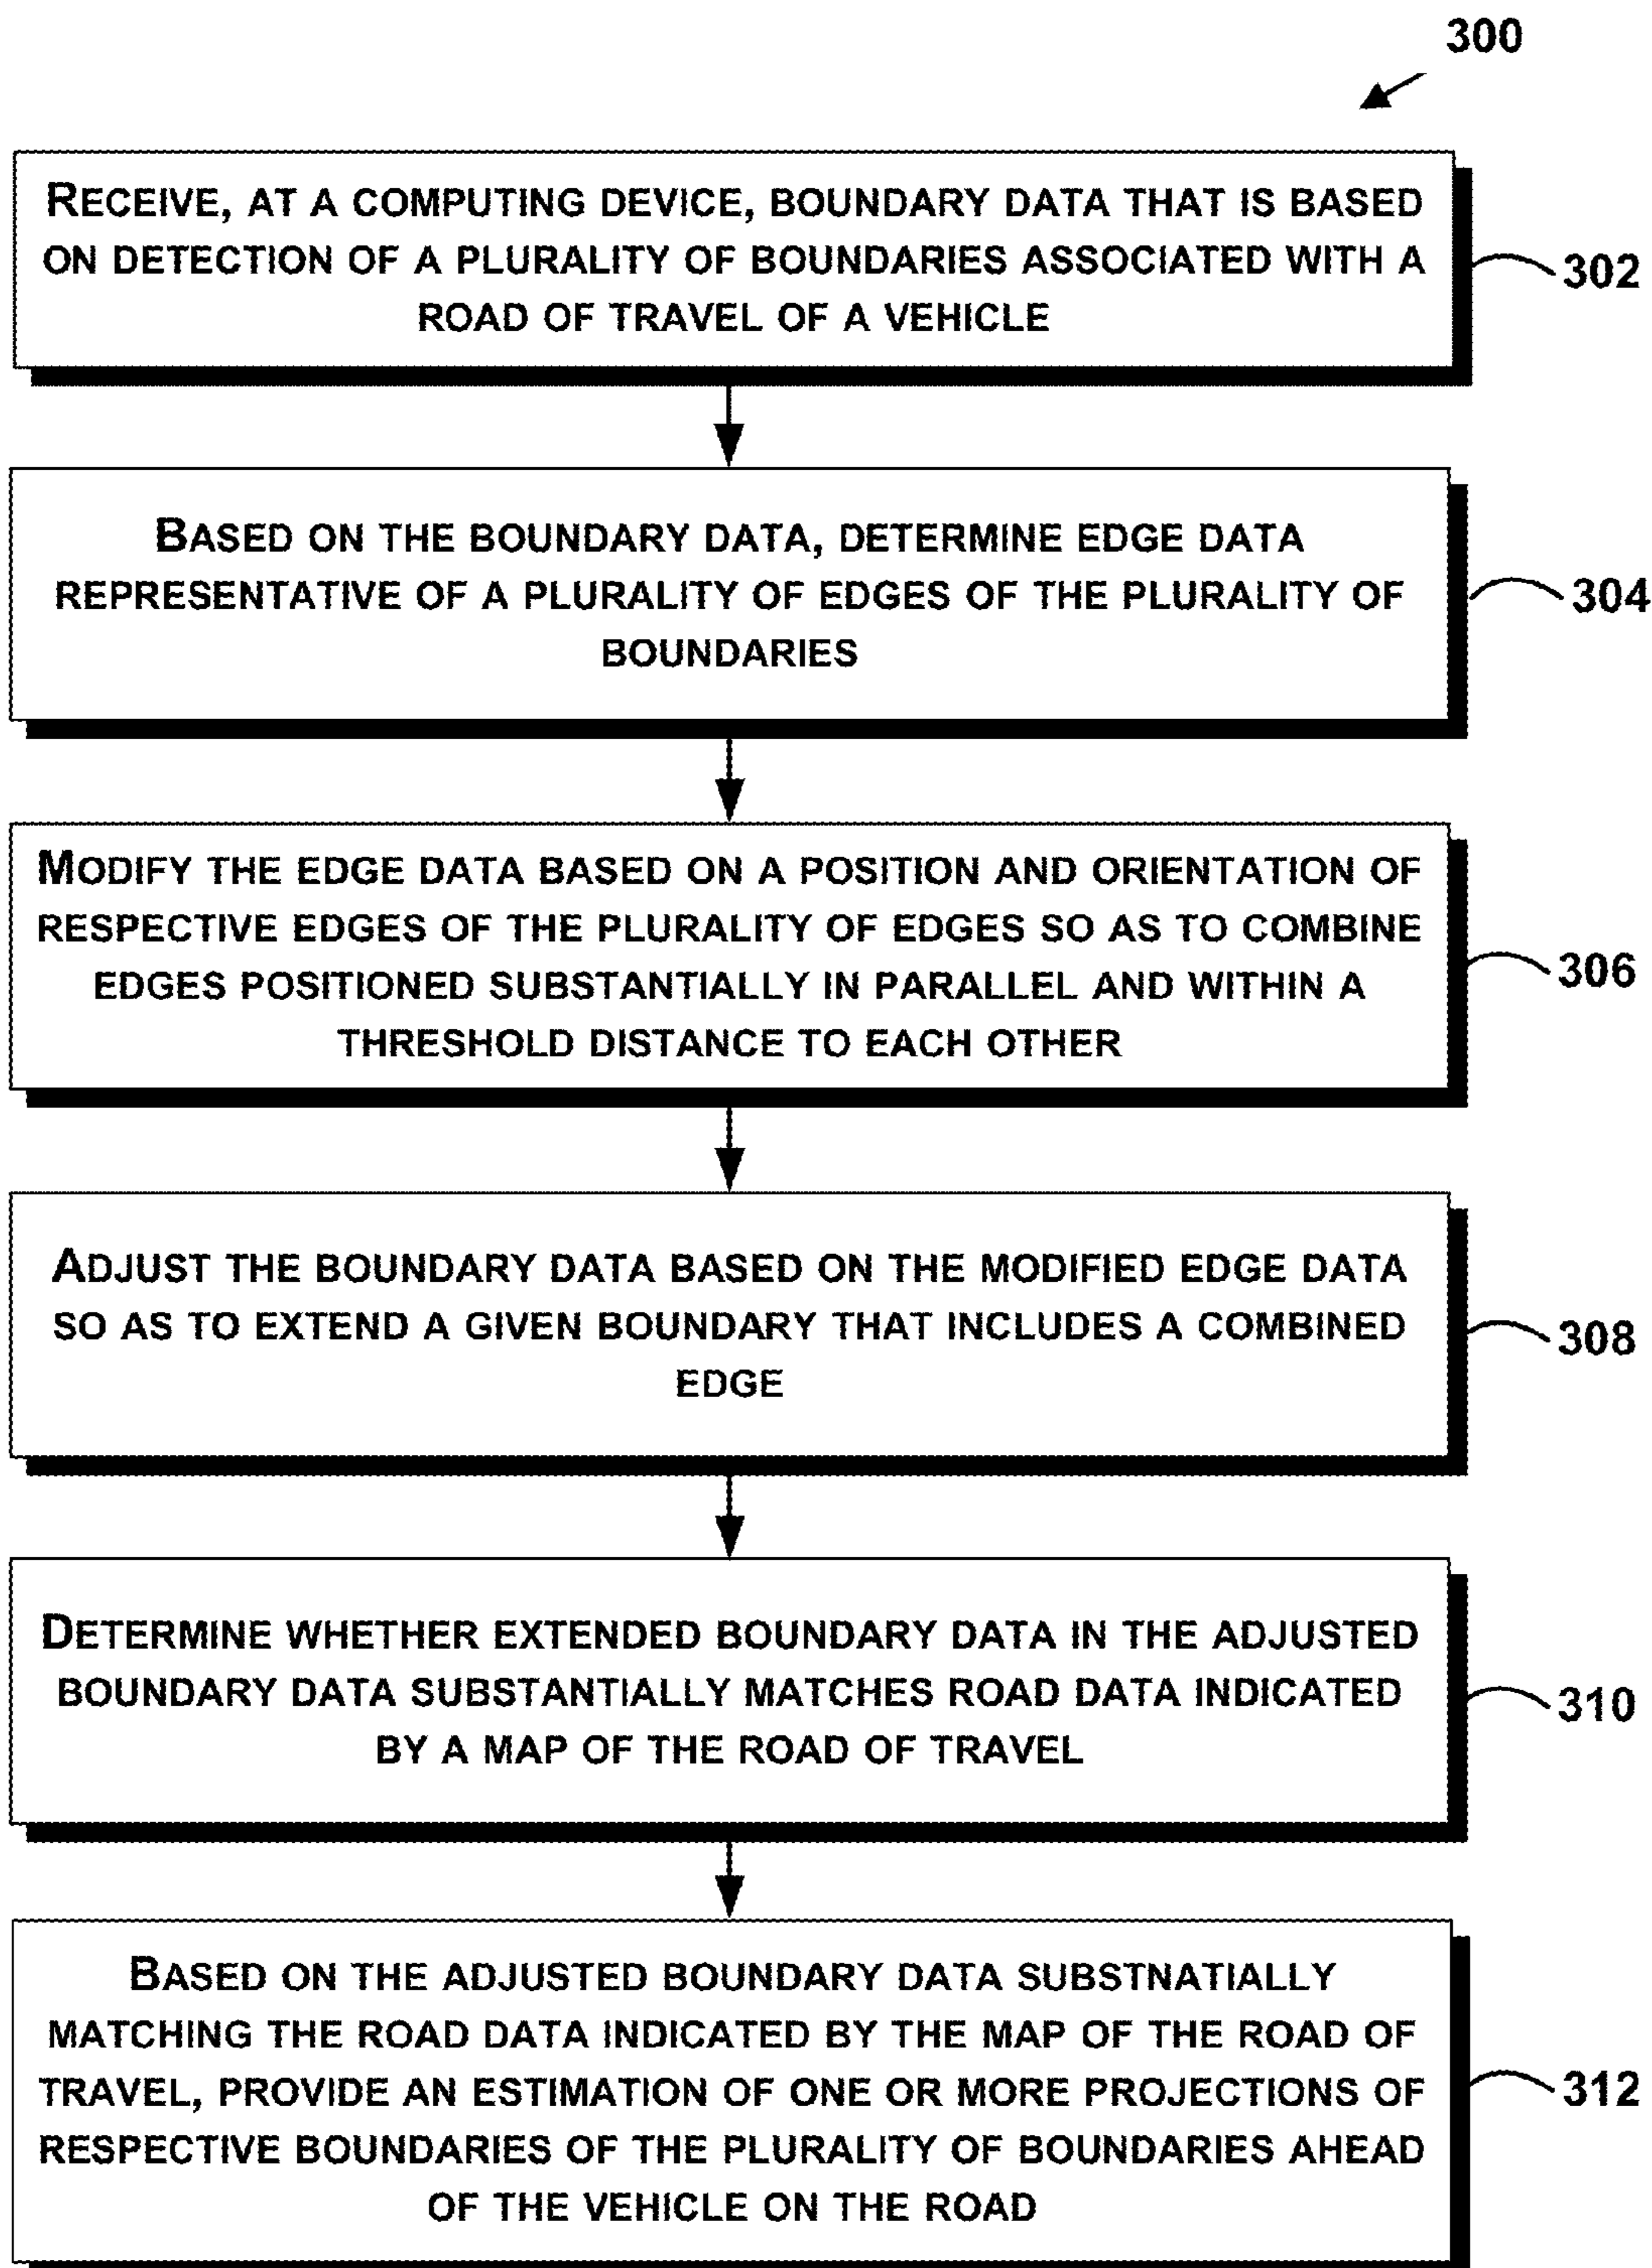 300
RECEIVE, AT A COMPUTING DEVICE, BOUNDARY DATA THAT IS BASED
ON DETECTION OF A PLURALITY OF BOUNDARIES ASSOCIATED WITH A
ROAD OF TRAVEL OF A VEHICLE
302
BASED ON THE BOUNDARY DATA, DETERMINE EDGE DATA
REPRESENTATIVE OF A PLURALITY OF EDGES OF THE PLURALITY OF
BOUNDARIES
304
MODIFY THE EDGE DATA BASED ON A POSITION AND ORIENTATION OF
RESPECTIVE EDGES OF THE PLURALITY OF EDGES SO AS TO COMBINE
EDGES POSITIONED SUBSTANTIALLY IN PARALLEL AND WITHIN A
THRESHOLD DISTANCE TO EACH OTHER
306
ADJUST THE BOUNDARY DATA BASED ON THE MODIFIED EDGE DATA
SO AS TO EXTEND A GIVEN BOUNDARY THAT INCLUDES A COMBINED
EDGE
308
DETERMINE WHETHER EXTENDED BOUNDARY DATA IN THE ADJUSTED
BOUNDARY DATA SUBSTANTIALLY MATCHES ROAD DATA INDICATED
BY A MAP OF THE ROAD OF TRAVEL
310
BASED ON THE ADJUSTED BOUNDARY DATA SUBSTNATIALLY
MATCHING THE ROAD DATA INDICATED BY THE MAP OF THE ROAD OF
TRAVEL, PROVIDE AN ESTIMATION OF ONE OR MORE PROJECTIONS OF
RESPECTIVE BOUNDARIES OF THE PLURALITY OF BOUNDARIES AHEAD
OF THE VEHICLE ON THE ROAD
312